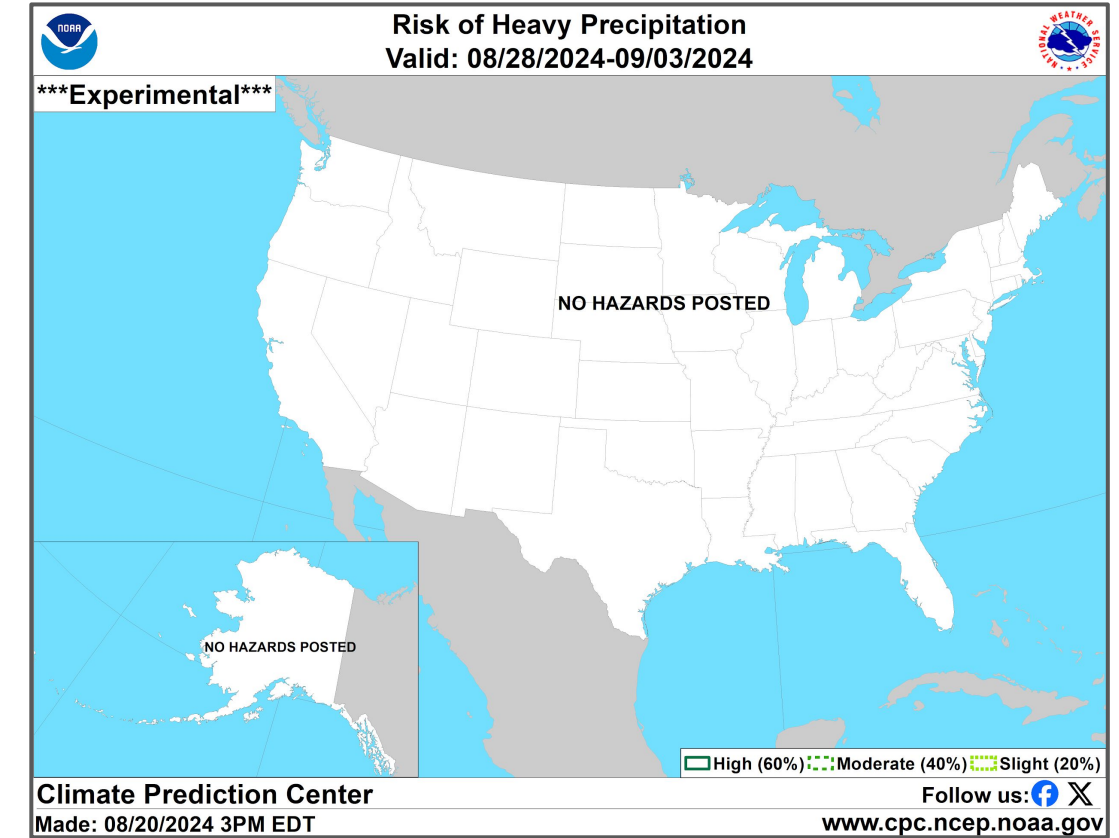 NOAA
Risk of Heavy Precipitation
Valid: 08/28/2024-09/03/2024
NATIONAL WEATHER SERVICE
***Experimental***
NO HAZARDS POSTED
NO HAZARDS POSTED
High (60%) Moderate (40%) Slight (20%)
Climate Prediction Center
Follow us:
Made: 08/20/2024 3PM EDT
www.cpc.ncep.noaa.gov